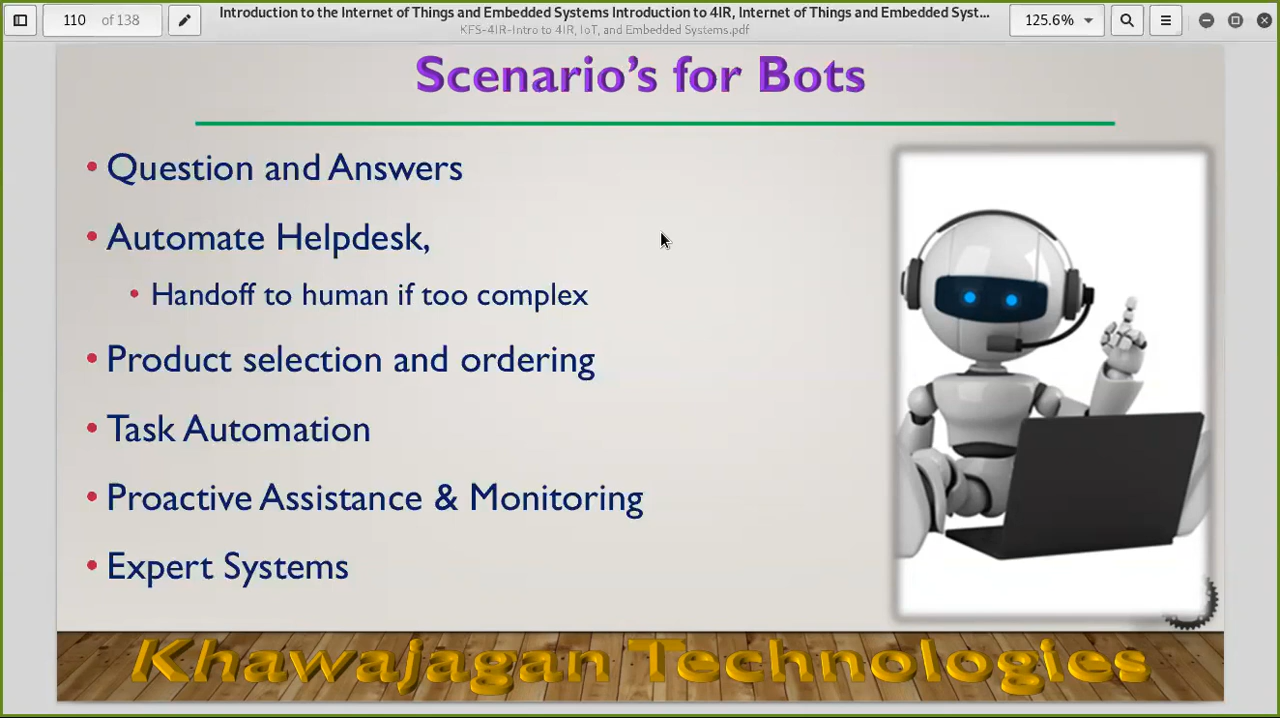 110 of 138
Introduction to the Internet of Things and Embedded Systems Introduction to 4IR, Internet of Things and Embedded Syst...
KFS-4IR-Intro to 4IR, IoT, and Embedded Systems.pdf
125.6%
Scenario's for Bots
• Question and Answers
• Automate Helpdesk,
• Handoff to human if too complex
• Product selection and ordering
• Task Automation
• Proactive Assistance & Monitoring
• Expert Systems
Khawajagan Technologies